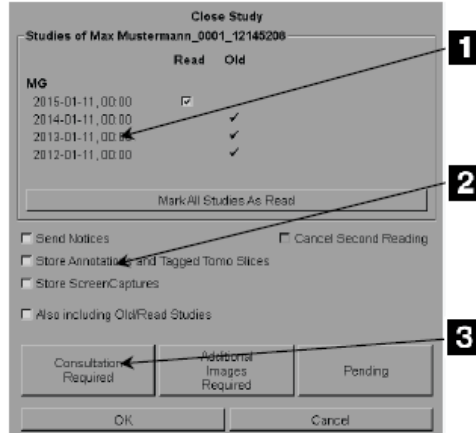 Close Study
Studies of Max Mustermann_0001_12145208
Read Old
MG
2015-01-11, 00:00
2014-01-11, 00:00
2013-01-11, 00:00
2012-01-11, 00:00
1
Mark All Studies As Read
2
Send Notices Cancel Second Reading
Store Annotations and Tagged Tomo Slices
Store ScreenCaptures
Also including Old/Read Studies
3
Consultation Required
Additional Images Required
Pending
OK Cancel